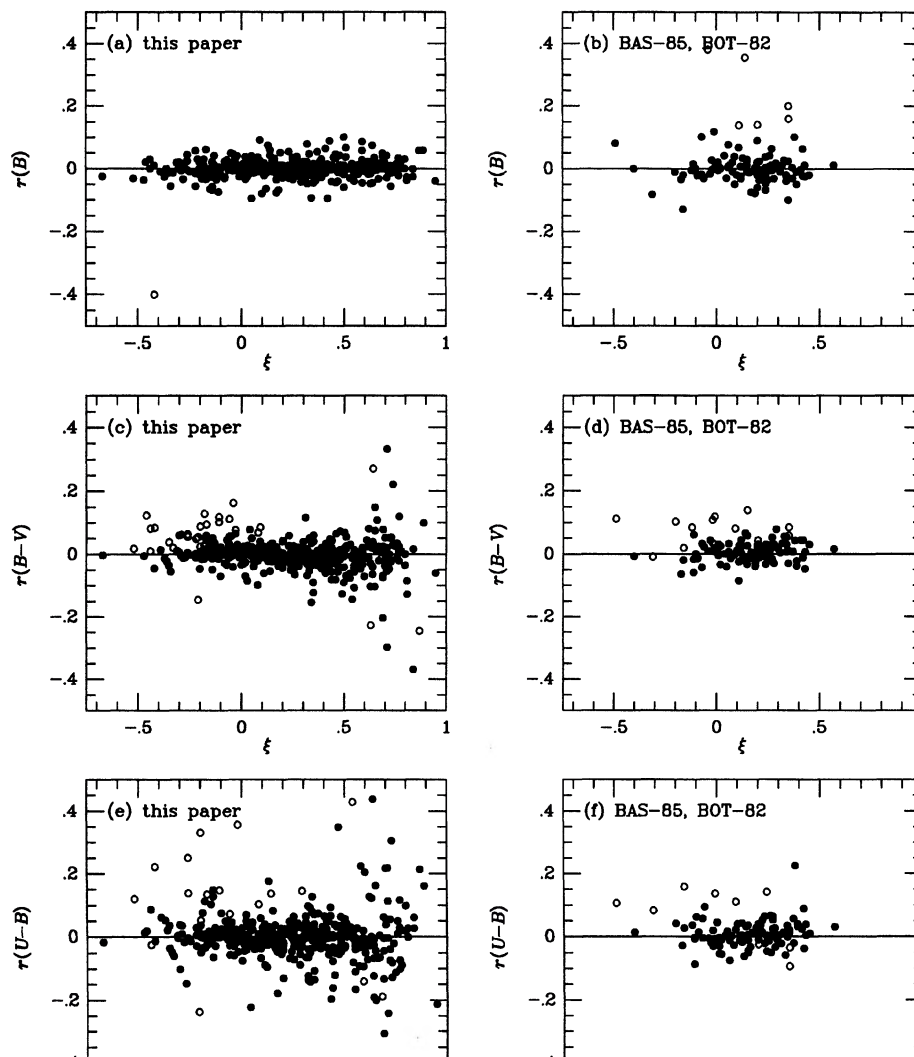 (a) this paper
.4
.2
0
-.2
-.4
r(B)
-.5
0
.5
1
ξ
(b) BAS-85, BOT-82
.4
.2
0
-.2
-.4
r(B)
-.5
0
.5
ξ
(c) this paper
.4
.2
0
-.2
-.4
r(B-V)
-.5
0
.5
1
ξ
(d) BAS-85, BOT-82
.4
.2
0
-.2
-.4
r(B-V)
-.5
0
.5
ξ
(e) this paper
.4
.2
0
-.2
r(U-B)
(f) BAS-85, BOT-82
.4
.2
0
-.2
r(U-B)